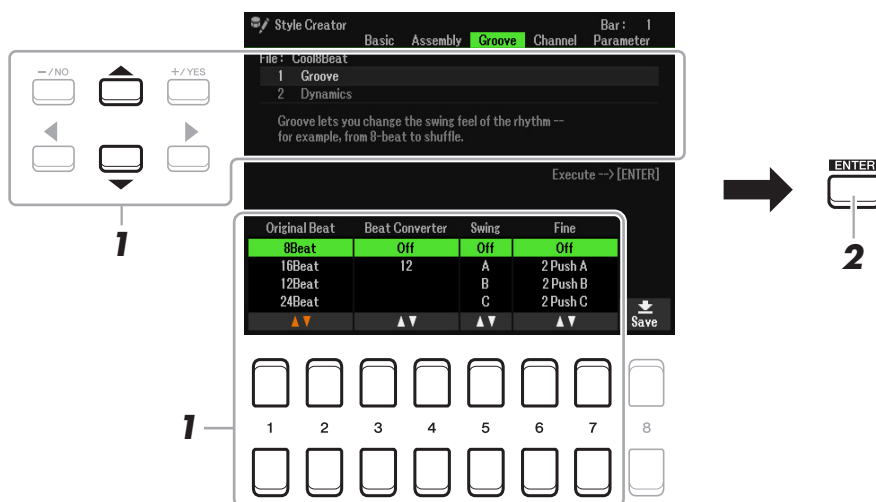 Style Creator
Bar: 1
Basic Assembly Groove Channel Parameter
File: Cool8Beat
1 Groove
2 Dynamics
Groove lets you change the swing feel of the rhythm --
for example, from 8-beat to shuffle.
Execute --> [ENTER]
Original Beat Beat Converter Swing Fine
8Beat Off Off Off
16Beat 12 A 2 Push A
12Beat B 2 Push B
24Beat C 2 Push C
Save
–/NO
+/YES
1
ENTER
2
1
1 2 3 4 5 6 7 8